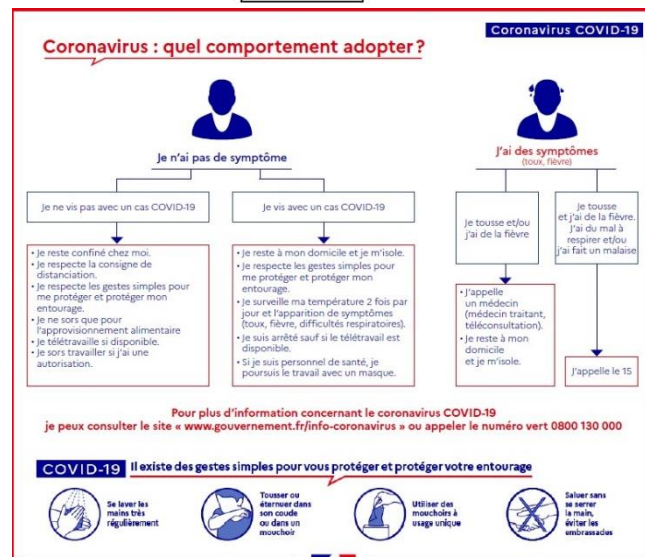 Coronavirus COVID-19
Coronavirus : quel comportement adopter ?
Je n'ai pas de symptôme
J'ai des symptômes
(toux, fièvre)
Je ne vis pas avec un cas COVID-19
• Je reste confiné chez moi.
• Je respecte la consigne de
distanciation.
• Je respecte les gestes simples pour
me protéger et protéger mon
entourage.
• Je ne sors que pour
l'approvisionnement alimentaire
• Je télétravaille si disponible.
• Je sors travailler si j'ai une
autorisation.
Je vis avec un cas COVID-19
• Je reste à mon domicile et je m'isole.
• Je respecte les gestes simples pour
me protéger et protéger mon
entourage.
• Je surveille ma température 2 fois par
jour et l'apparition de symptômes
(toux, fièvre, difficultés respiratoires).
• Je suis arrêté sauf si le télétravail est
disponible.
• Si je suis personnel de santé, je
poursuis le travail avec un masque.
Je tousse et/ou
j'ai de la fièvre
• J'appelle
un médecin
(médecin traitant,
téléconsultation).
• Je reste à mon
domicile
et je m'isole.
Je tousse
et j'ai de la fièvre.
J'ai du mal à
respirer et/ou
j'ai fait un malaise
J'appelle le 15
Pour plus d'information concernant le coronavirus COVID-19
je peux consulter le site « www.gouvernement.fr/info-coronavirus » ou appeler le numéro vert 0800 130 000
COVID-19 Il existe des gestes simples pour vous protéger et protéger votre entourage
Se laver les
mains très
régulièrement
Tousser ou
éternuer dans
son coude
ou dans un
mouchoir
Utiliser des
mouchoirs à
usage unique
Saluer sans
se serrer
la main,
éviter les
embrassades